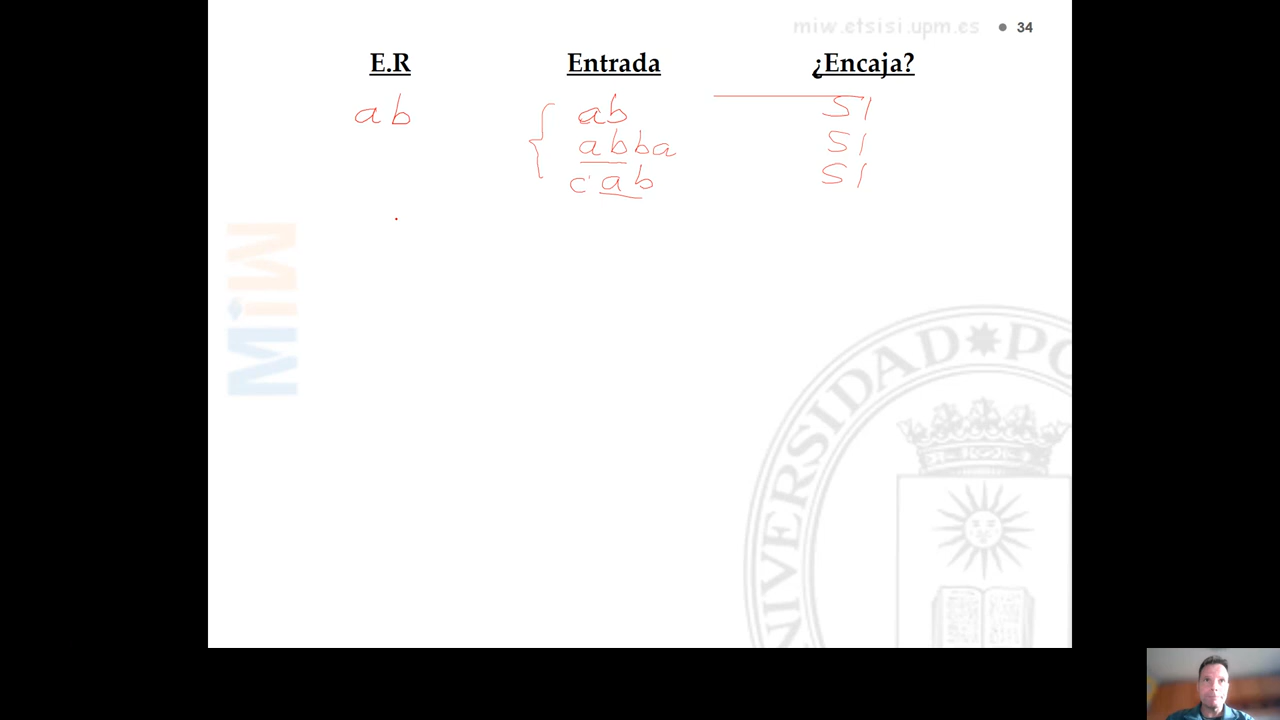 miw.etsisi.upm.es • 34
E.R Entrada ¿Encaja?
ab ab SI
abba SI
cab SI
MiW
UNIVERSIDAD PO